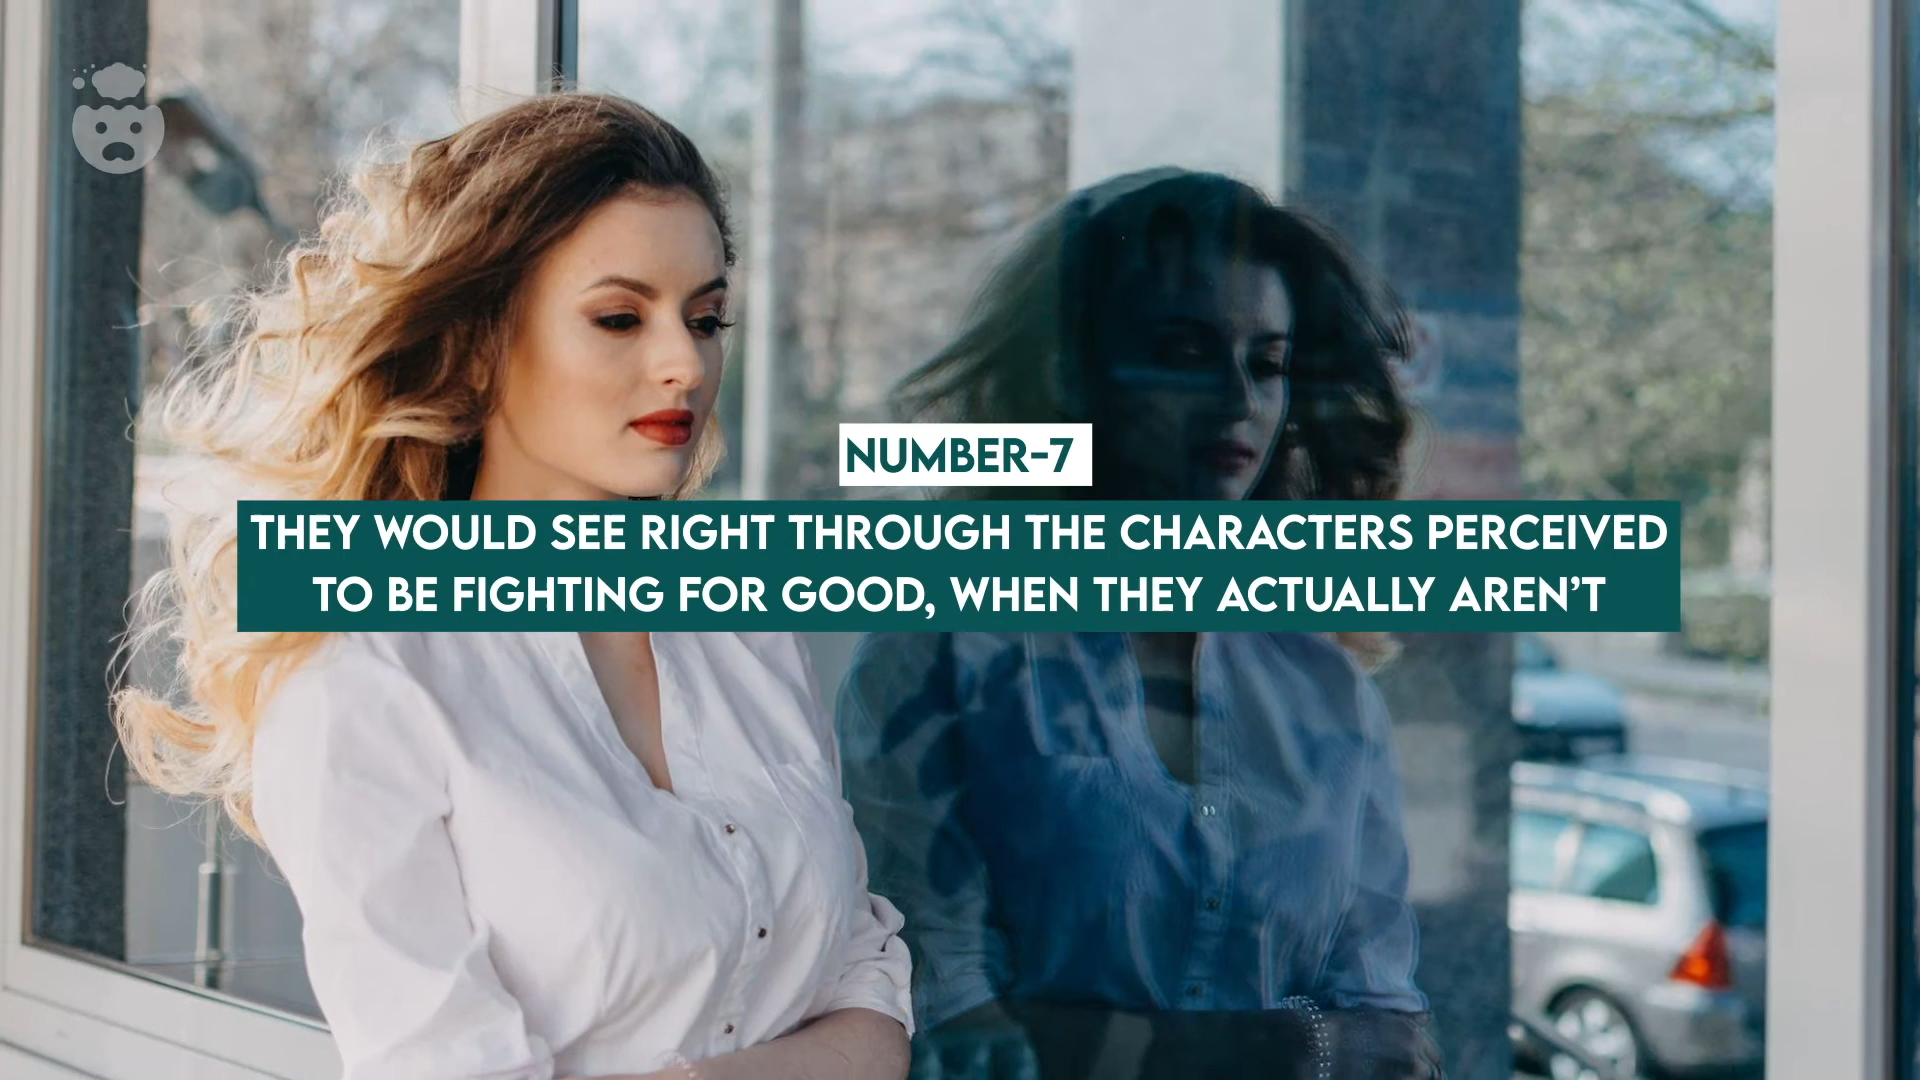 NUMBER-7
THEY WOULD SEE RIGHT THROUGH THE CHARACTERS PERCEIVED
TO BE FIGHTING FOR GOOD, WHEN THEY ACTUALLY AREN'T